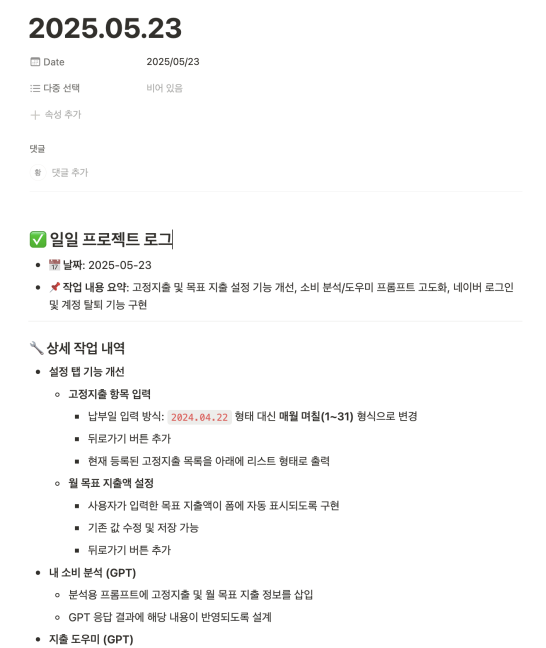 2025.05.23
Date 2025/05/23
다중 선택 비어 있음
속성 추가
댓글
황 댓글 추가
일일 프로젝트 로그
날짜: 2025-05-23
작업 내용 요약: 고정지출 및 목표 지출 설정 기능 개선, 소비 분석/도우미 프롬프트 고도화, 네이버 로그인
및 계정 탈퇴 기능 구현
상세 작업 내역
설정 탭 기능 개선
고정지출 항목 입력
납부일 입력 방식: 2024.04.22 형태 대신 매월 며칠(1~31) 형식으로 변경
뒤로가기 버튼 추가
현재 등록된 고정지출 목록을 아래에 리스트 형태로 출력
월 목표 지출액 설정
사용자가 입력한 목표 지출액이 폼에 자동 표시되도록 구현
기존 값 수정 및 저장 가능
뒤로가기 버튼 추가
내 소비 분석 (GPT)
분석용 프롬프트에 고정지출 및 월 목표 지출 정보를 삽입
GPT 응답 결과에 해당 내용이 반영되도록 설계
지출 도우미 (GPT)